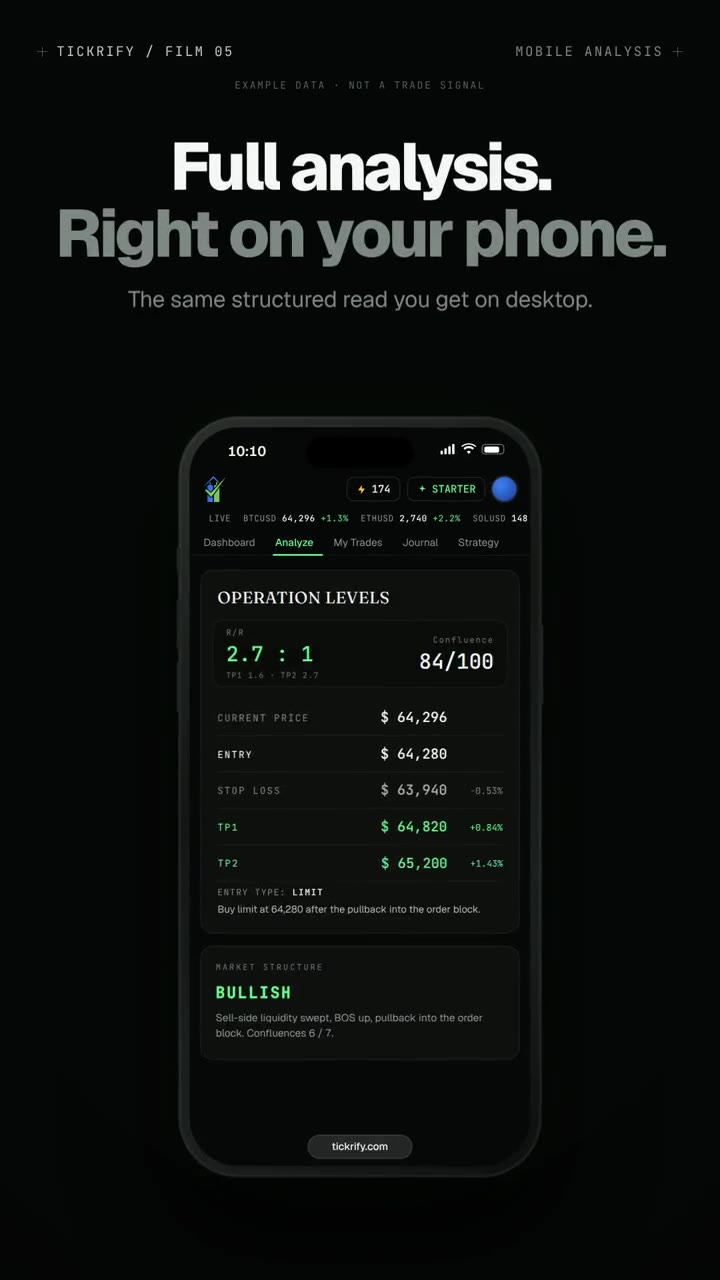 TICKRIFY / FILM 05
MOBILE ANALYSIS
EXAMPLE DATA · NOT A TRADE SIGNAL
Full analysis.
Right on your phone.
The same structured read you get on desktop.
10:10
174
+ STARTER
LIVE BTCUSD 64,296 +1.3% ETHUSD 2,740 +2.2% SOLUSD 148
Dashboard Analyze My Trades Journal Strategy
OPERATION LEVELS
R/R
2.7 : 1
TP1 1.6 · TP2 2.7
Confluence
84/100
CURRENT PRICE $ 64,296
ENTRY $ 64,280
STOP LOSS $ 63,940 -0.53%
TP1 $ 64,820 +0.84%
TP2 $ 65,200 +1.43%
ENTRY TYPE: LIMIT
Buy limit at 64,280 after the pullback into the order block.
MARKET STRUCTURE
BULLISH
Sell-side liquidity swept, BOS up, pullback into the order
block. Confluences 6 / 7.
tickrify.com